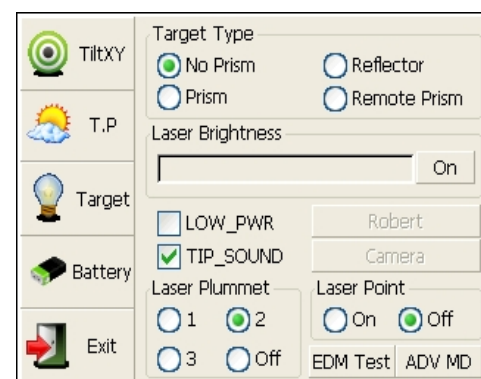 TiltXY
T.P
Target
Battery
Exit
Target Type
No Prism
Reflector
Prism
Remote Prism
Laser Brightness
On
LOW_PWR
Robert
TIP_SOUND
Camera
Laser Plummet
1
2
3
Off
Laser Point
On
Off
EDM Test
ADV MD